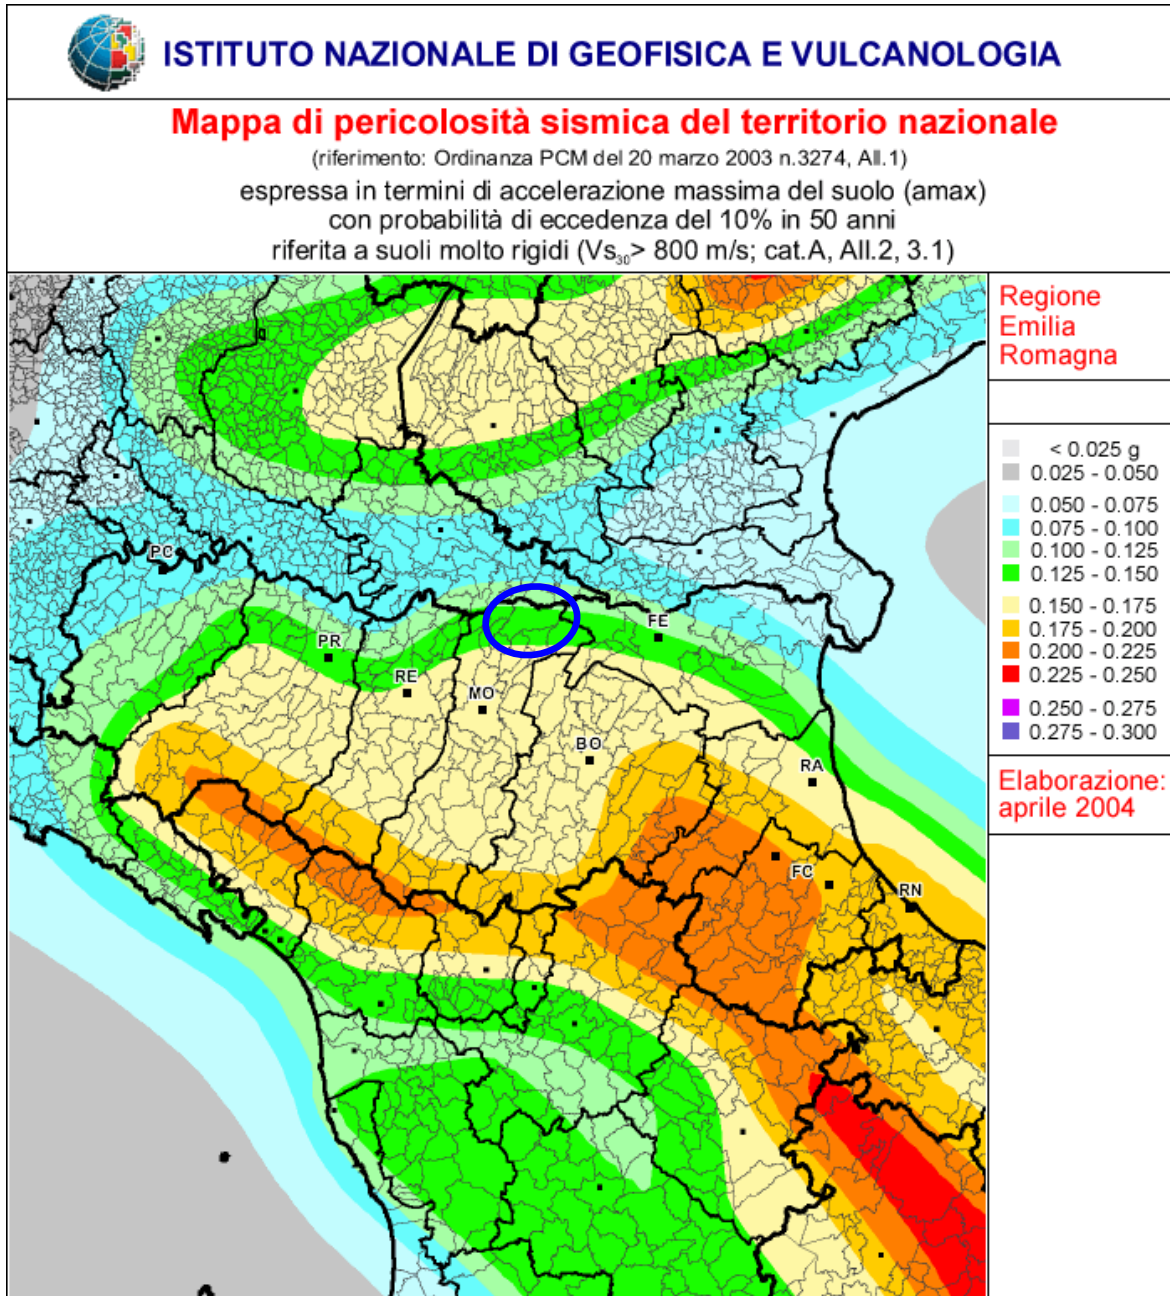 ISTITUTO NAZIONALE DI GEOFISICA E VULCANOLOGIA
Mappa di pericolosità sismica del territorio nazionale
(riferimento: Ordinanza PCM del 20 marzo 2003 n.3274, All.1)
espressa in termini di accelerazione massima del suolo (amax)
con probabilità di eccedenza del 10% in 50 anni
riferita a suoli molto rigidi (Vs₃₀> 800 m/s; cat.A, All.2, 3.1)
Regione
Emilia
Romagna
< 0.025 g
0.025 - 0.050
0.050 - 0.075
0.075 - 0.100
0.100 - 0.125
0.125 - 0.150
0.150 - 0.175
0.175 - 0.200
0.200 - 0.225
0.225 - 0.250
0.250 - 0.275
0.275 - 0.300
Elaborazione:
aprile 2004
PC
PR
RE
MO
FE
BO
RA
FC
RN